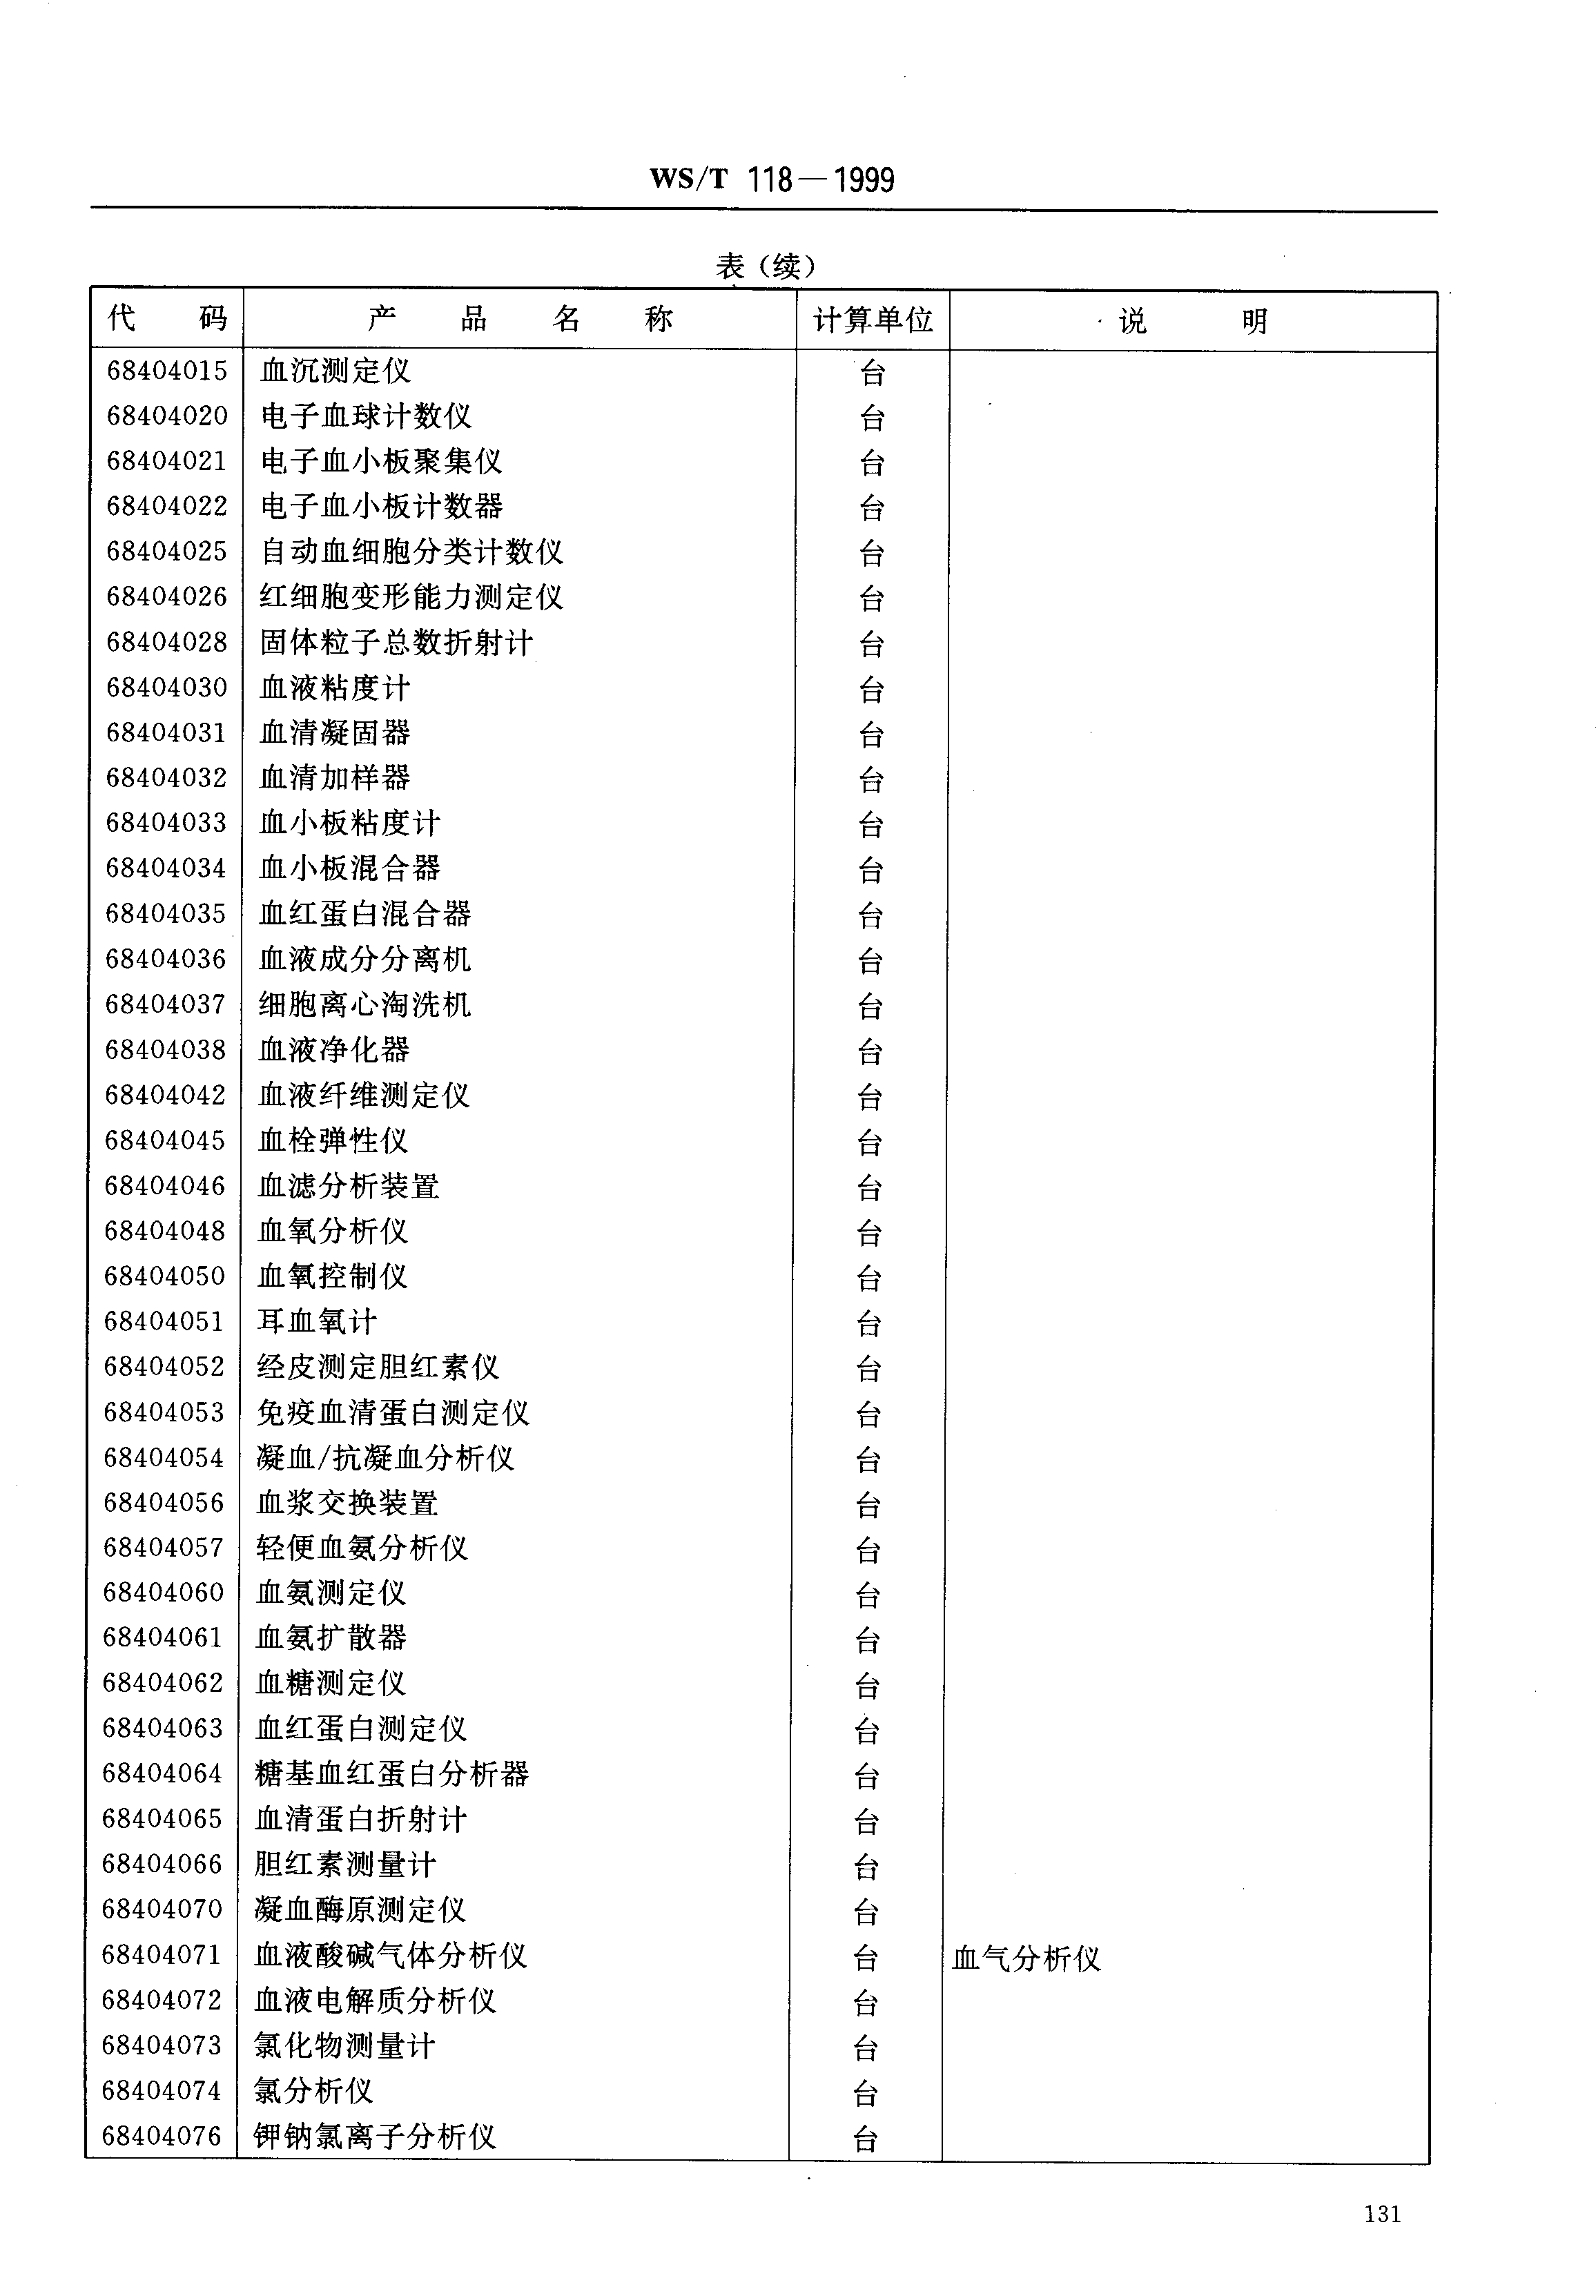 WS/T 118—1999
表（续）
代 码 产 品 名 称 计算单位 说 明
68404015 血沉测定仪 台
68404020 电子血球计数仪 台
68404021 电子血小板聚集仪 台
68404022 电子血小板计数器 台
68404025 自动血细胞分类计数仪 台
68404026 红细胞变形能力测定仪 台
68404028 固体粒子总数折射计 台
68404030 血液粘度计 台
68404031 血清凝固器 台
68404032 血清加样器 台
68404033 血小板粘度计 台
68404034 血小板混合器 台
68404035 血红蛋白混合器 台
68404036 血液成分分离机 台
68404037 细胞离心淘洗机 台
68404038 血液净化器 台
68404042 血液纤维测定仪 台
68404045 血栓弹性仪 台
68404046 血滤分析装置 台
68404048 血氧分析仪 台
68404050 血氧控制仪 台
68404051 耳血氧计 台
68404052 经皮测定胆红素仪 台
68404053 免疫血清蛋白测定仪 台
68404054 凝血/抗凝血分析仪 台
68404056 血浆交换装置 台
68404057 轻便血氨分析仪 台
68404060 血氨测定仪 台
68404061 血氨扩散器 台
68404062 血糖测定仪 台
68404063 血红蛋白测定仪 台
68404064 糖基血红蛋白分析器 台
68404065 血清蛋白折射计 台
68404066 胆红素测量计 台
68404070 凝血酶原测定仪 台
68404071 血液酸碱气体分析仪 台 血气分析仪
68404072 血液电解质分析仪 台
68404073 氯化物测量计 台
68404074 氯分析仪 台
68404076 钾钠氯离子分析仪 台
131